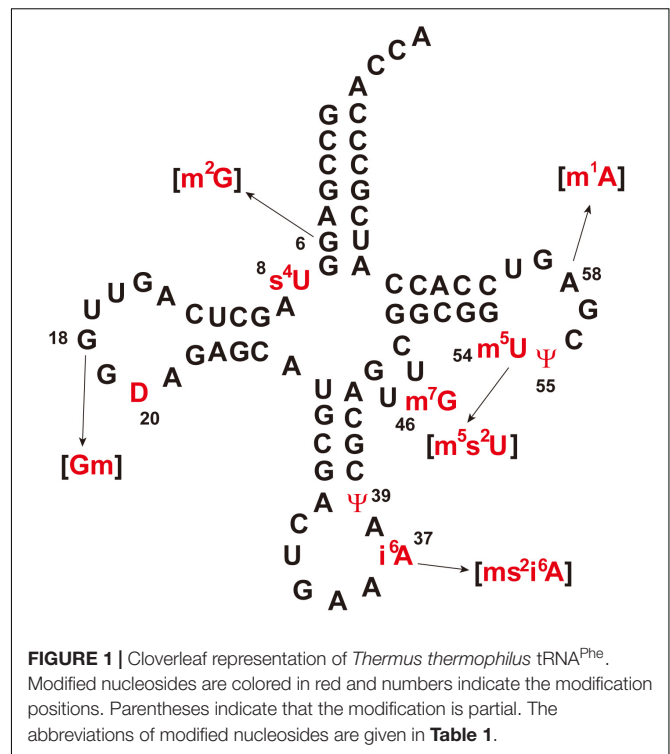 A
C
C
A
G C
C C
C C
[m²G] G G [m¹A]
A C
6 G U
8 s⁴U G A
CCACC U G A 58
U U G A CUCG A
GGCGG G
18 G
C 54 m⁵U Ψ 55 C
G D 20 A GAGC A
G U
U A U m⁷G 46
G C [m⁵s²U]
[Gm] C G
G C
A Ψ 39
C A
U i⁶A 37 [ms²i⁶A]
G A A
FIGURE 1 | Cloverleaf representation of Thermus thermophilus tRNAᴾʰᵉ.
Modified nucleosides are colored in red and numbers indicate the modification
positions. Parentheses indicate that the modification is partial. The
abbreviations of modified nucleosides are given in Table 1.